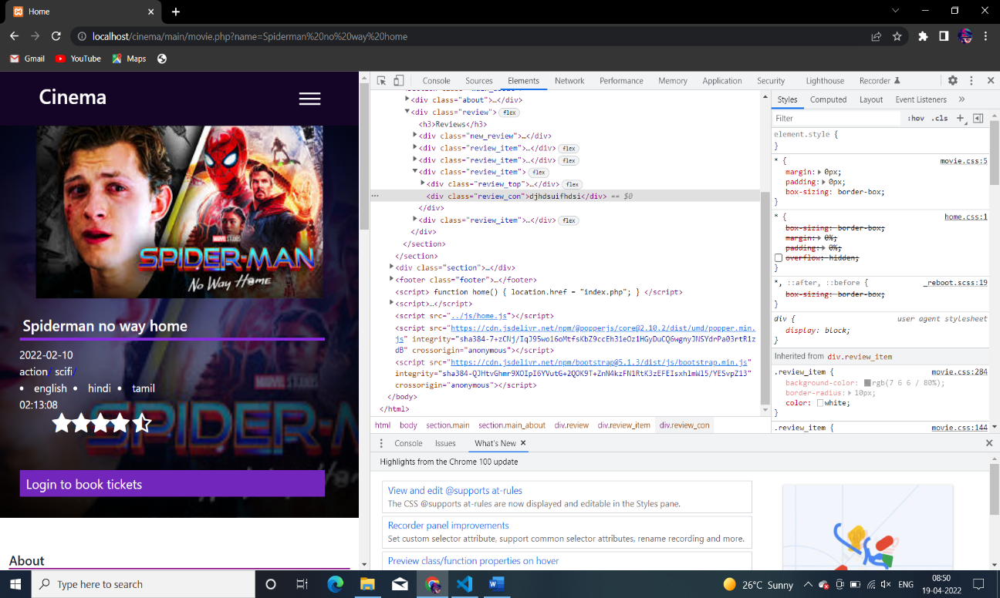 Home
localhost/cinema/main/movie.php?name=Spiderman%20no%20way%20home
Gmail YouTube Maps
Cinema
MARVEL STUDIOS
SPIDER-MAN
NO WAY HOME
Spiderman no way home
2022-02-10
action/ scifi/
• english • hindi • tamil
02:13:08
Login to book tickets
About
Console Sources Elements Network Performance Memory Application Security Lighthouse Recorder
<div class="about">…</div>
<div class="review"> flex
<h3>Reviews</h3>
<div class="new_review">…</div>
<div class="review_item">…</div> flex
<div class="review_item">…</div> flex
<div class="review_item"> flex
<div class="review_top">…</div> flex
<div class="review_con">djhdsuifhdsi</div> == $0
</div>
<div class="review_item">…</div> flex
</div>
</section>
</section>
<div class="section">…</div>
<footer class="footer">…</footer>
<script> function home() { location.href = "index.php"; } </script>
<script>…</script>
<script src="../js/home.js"></script>
<script src="https://cdn.jsdelivr.net/npm/@popperjs/core@2.10.2/dist/umd/popper.min.
js" integrity="sha384-7+zCNj/IqJ95wo16oMtfsKbZ9ccEh31eOz1HGyDuCQ6wgnyJNSYdrPa03rtR1z
dB" crossorigin="anonymous"></script>
<script src="https://cdn.jsdelivr.net/npm/bootstrap@5.1.3/dist/js/bootstrap.min.js"
integrity="sha384-QJHtvGhmr9XOIpI6YVutG+2QOK9T+ZnN4kzFN1RtK3zEFEIsxhlmWl5/YESvpZ13"
crossorigin="anonymous"></script>
</body>
</html>
html body section.main section.main_about div.review div.review_item div.review_con
Styles Computed Layout Event Listeners »
Filter :hov .cls +
element.style {
}
* { movie.css:5
margin: 0px;
padding: 0px;
box-sizing: border-box;
}
* { home.css:1
box-sizing: border-box;
margin: 0%;
padding: 0%;
overflow: hidden;
}
*, ::after, ::before { _reboot.scss:19
box-sizing: border-box;
}
div { user agent stylesheet
display: block;
}
Inherited from div.review_item
.review_item { movie.css:284
background-color: rgb(7 6 6 / 80%);
border-radius: 10px;
color: white;
}
.review_item { movie.css:144
Console Issues What's New
Highlights from the Chrome 100 update
View and edit @supports at-rules
The CSS @supports at-rules are now displayed and editable in the Styles pane.
Recorder panel improvements
Set custom selector attribute, support common selector attributes, rename recording and more.
Preview class/function properties on hover
Type here to search
26°C Sunny
ENG
08:50
19-04-2022